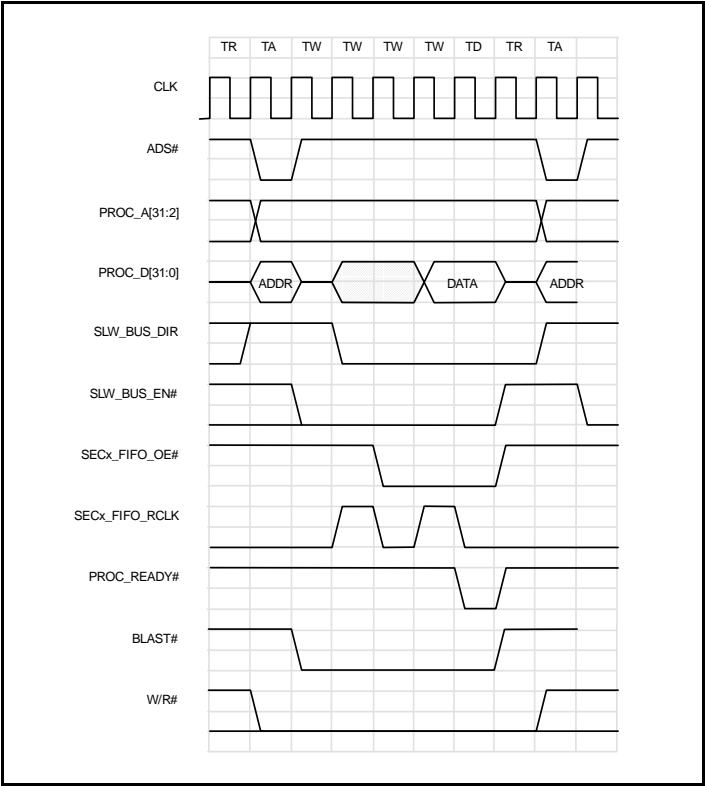 TR TA TW TW TW TW TD TR TA
CLK
ADS#
PROC_A[31:2]
PROC_D[31:0]
ADDR DATA ADDR
SLW_BUS_DIR
SLW_BUS_EN#
SECx_FIFO_OE#
SECx_FIFO_RCLK
PROC_READY#
BLAST#
W/R#